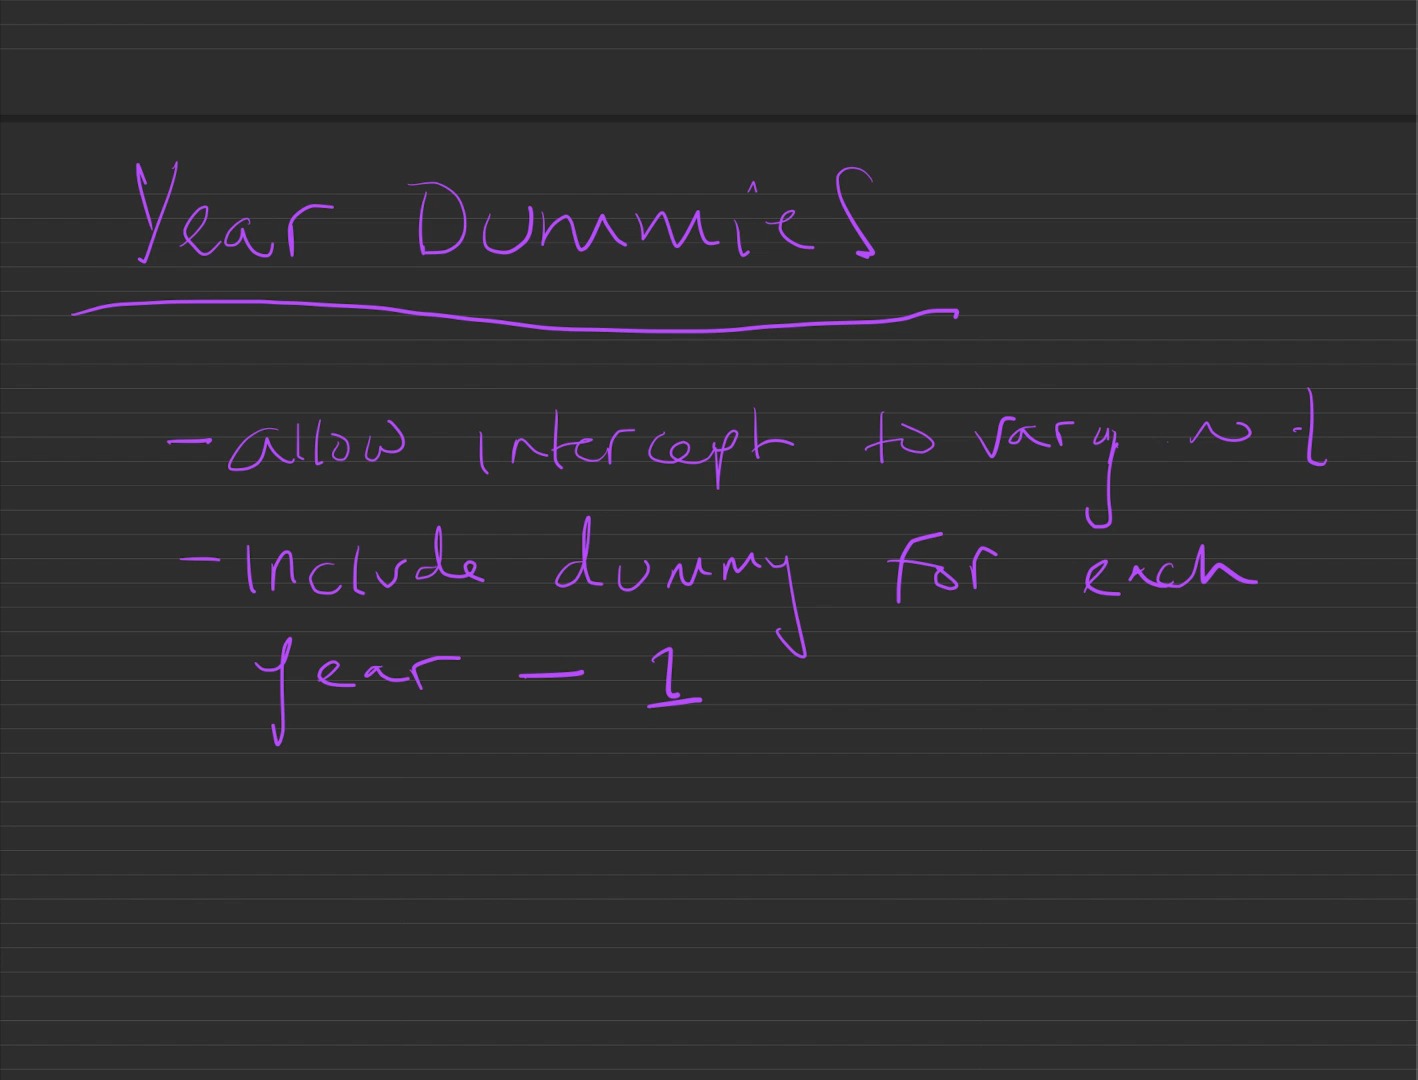 Year Dummies
- allow intercept to vary
- Include dummy for each
year - 1